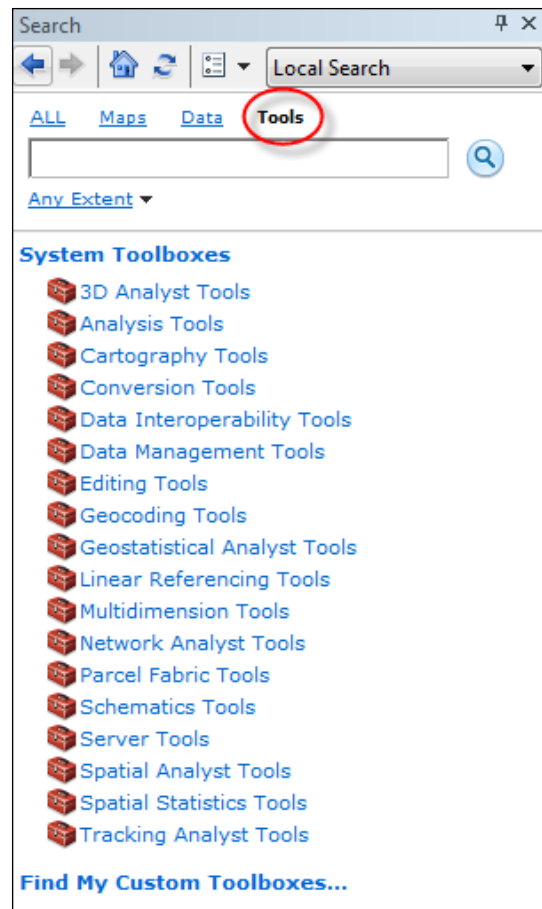 Search
Local Search
ALL Maps Data Tools
Any Extent
System Toolboxes
3D Analyst Tools
Analysis Tools
Cartography Tools
Conversion Tools
Data Interoperability Tools
Data Management Tools
Editing Tools
Geocoding Tools
Geostatistical Analyst Tools
Linear Referencing Tools
Multidimension Tools
Network Analyst Tools
Parcel Fabric Tools
Schematics Tools
Server Tools
Spatial Analyst Tools
Spatial Statistics Tools
Tracking Analyst Tools
Find My Custom Toolboxes...